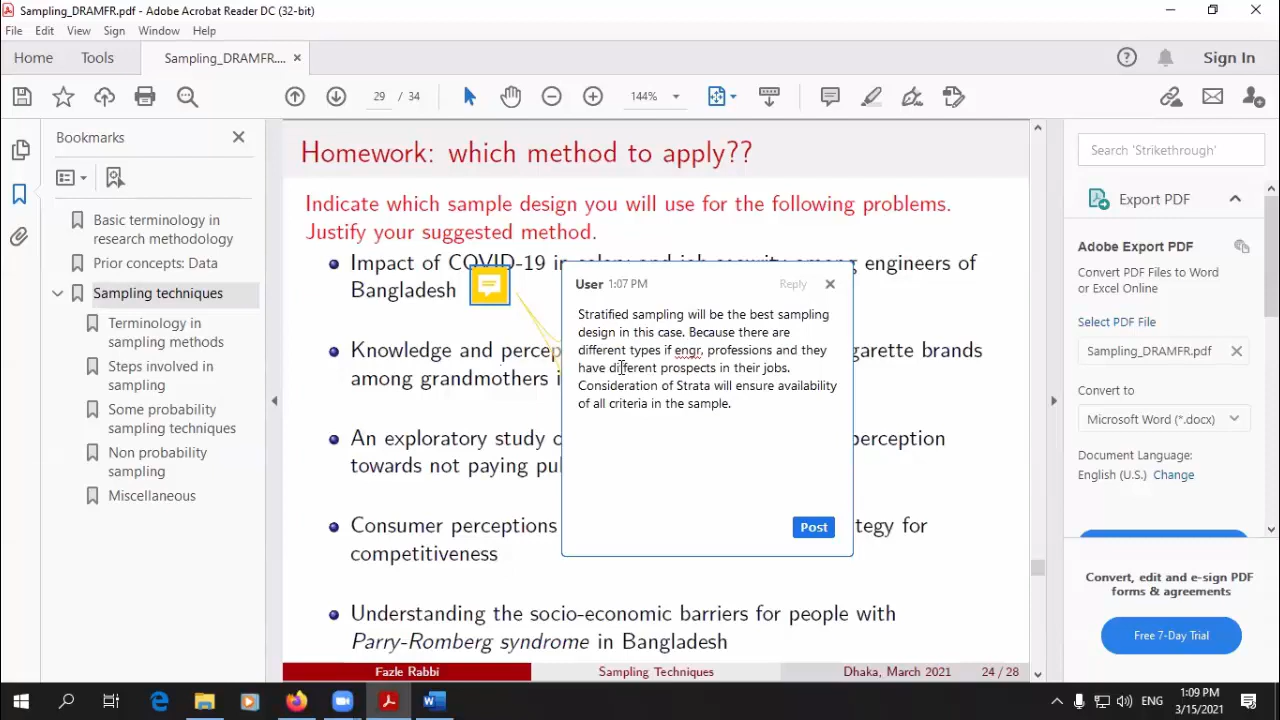 Sampling_DRAMFR.pdf - Adobe Acrobat Reader DC (32-bit)
File Edit View Sign Window Help
Home Tools Sampling_DRAMFR.... Sign In
29 / 34 144%
Bookmarks
Basic terminology in
research methodology
Prior concepts: Data
Sampling techniques
Terminology in
sampling methods
Steps involved in
sampling
Some probability
sampling techniques
Non probability
sampling
Miscellaneous
Homework: which method to apply??
Indicate which sample design you will use for the following problems.
Justify your suggested method.
Impact of COVID-19 in salary and job security among engineers of
Bangladesh
Knowledge and garette brands
among grandmothers
An exploratory study perception
towards not paying
Consumer perceptions tegy for
competitiveness
Understanding the socio-economic barriers for people with
Parry-Romberg syndrome in Bangladesh
User 1:07 PM Reply
Stratified sampling will be the best sampling
design in this case. Because there are
different types if engr, professions and they
have different prospects in their jobs.
Consideration of Strata will ensure availability
of all criteria in the sample.
Post
Fazle Rabbi Sampling Techniques Dhaka, March 2021 24 / 28
Search 'Strikethrough'
Export PDF
Adobe Export PDF
Convert PDF Files to Word
or Excel Online
Select PDF File
Sampling_DRAMFR.pdf
Convert to
Microsoft Word (*.docx)
Document Language:
English (U.S.) Change
Convert, edit and e-sign PDF
forms & agreements
Free 7-Day Trial
ENG
1:09 PM
3/15/2021